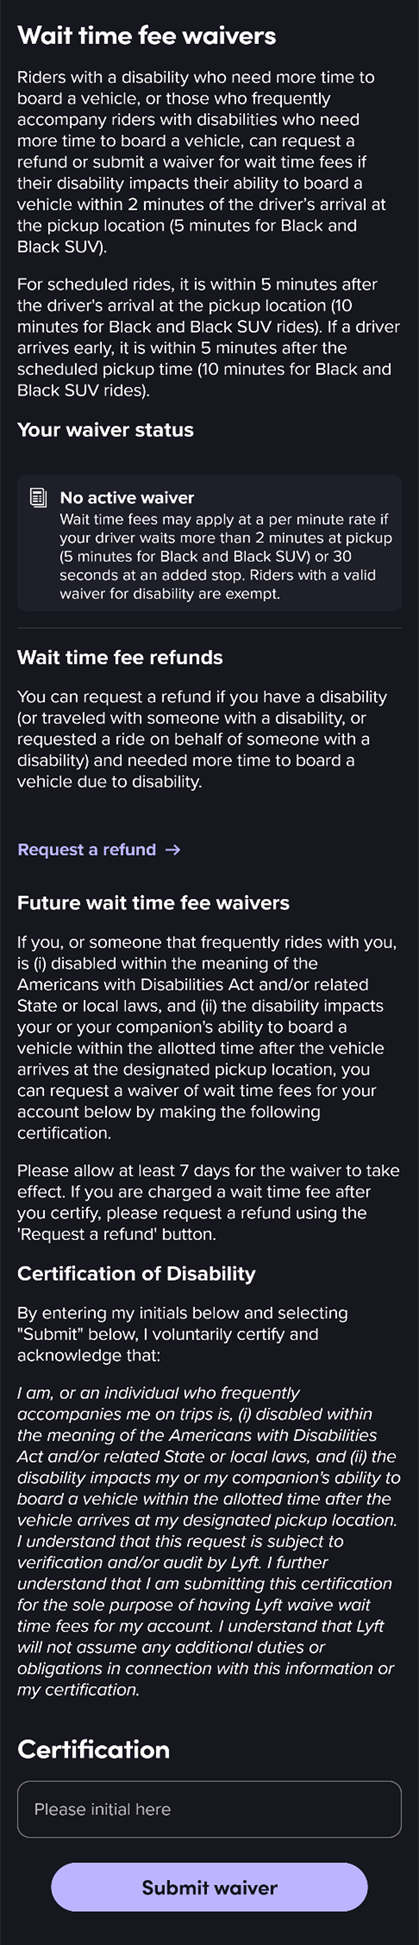 Wait time fee waivers
Riders with a disability who need more time to
board a vehicle, or those who frequently
accompany riders with disabilities who need
more time to board a vehicle, can request a
refund or submit a waiver for wait time fees if
their disability impacts their ability to board a
vehicle within 2 minutes of the driver's arrival at
the pickup location (5 minutes for Black and
Black SUV).
For scheduled rides, it is within 5 minutes after
the driver's arrival at the pickup location (10
minutes for Black and Black SUV rides). If a driver
arrives early, it is within 5 minutes after the
scheduled pickup time (10 minutes for Black and
Black SUV rides).
Your waiver status
No active waiver
Wait time fees may apply at a per minute rate if
your driver waits more than 2 minutes at pickup
(5 minutes for Black and Black SUV) or 30
seconds at an added stop. Riders with a valid
waiver for disability are exempt.
Wait time fee refunds
You can request a refund if you have a disability
(or traveled with someone with a disability, or
requested a ride on behalf of someone with a
disability) and needed more time to board a
vehicle due to disability.
Request a refund →
Future wait time fee waivers
If you, or someone that frequently rides with you,
is (i) disabled within the meaning of the
Americans with Disabilities Act and/or related
State or local laws, and (ii) the disability impacts
your or your companion's ability to board a
vehicle within the allotted time after the vehicle
arrives at the designated pickup location, you
can request a waiver of wait time fees for your
account below by making the following
certification.
Please allow at least 7 days for the waiver to take
effect. If you are charged a wait time fee after
you certify, please request a refund using the
'Request a refund' button.
Certification of Disability
By entering my initials below and selecting
"Submit" below, I voluntarily certify and
acknowledge that:
I am, or an individual who frequently
accompanies me on trips is, (i) disabled within
the meaning of the Americans with Disabilities
Act and/or related State or local laws, and (ii) the
disability impacts my or my companion's ability to
board a vehicle within the allotted time after the
vehicle arrives at my designated pickup location.
I understand that this request is subject to
verification and/or audit by Lyft. I further
understand that I am submitting this certification
for the sole purpose of having Lyft waive wait
time fees for my account. I understand that Lyft
will not assume any additional duties or
obligations in connection with this information or
my certification.
Certification
Please initial here
Submit waiver